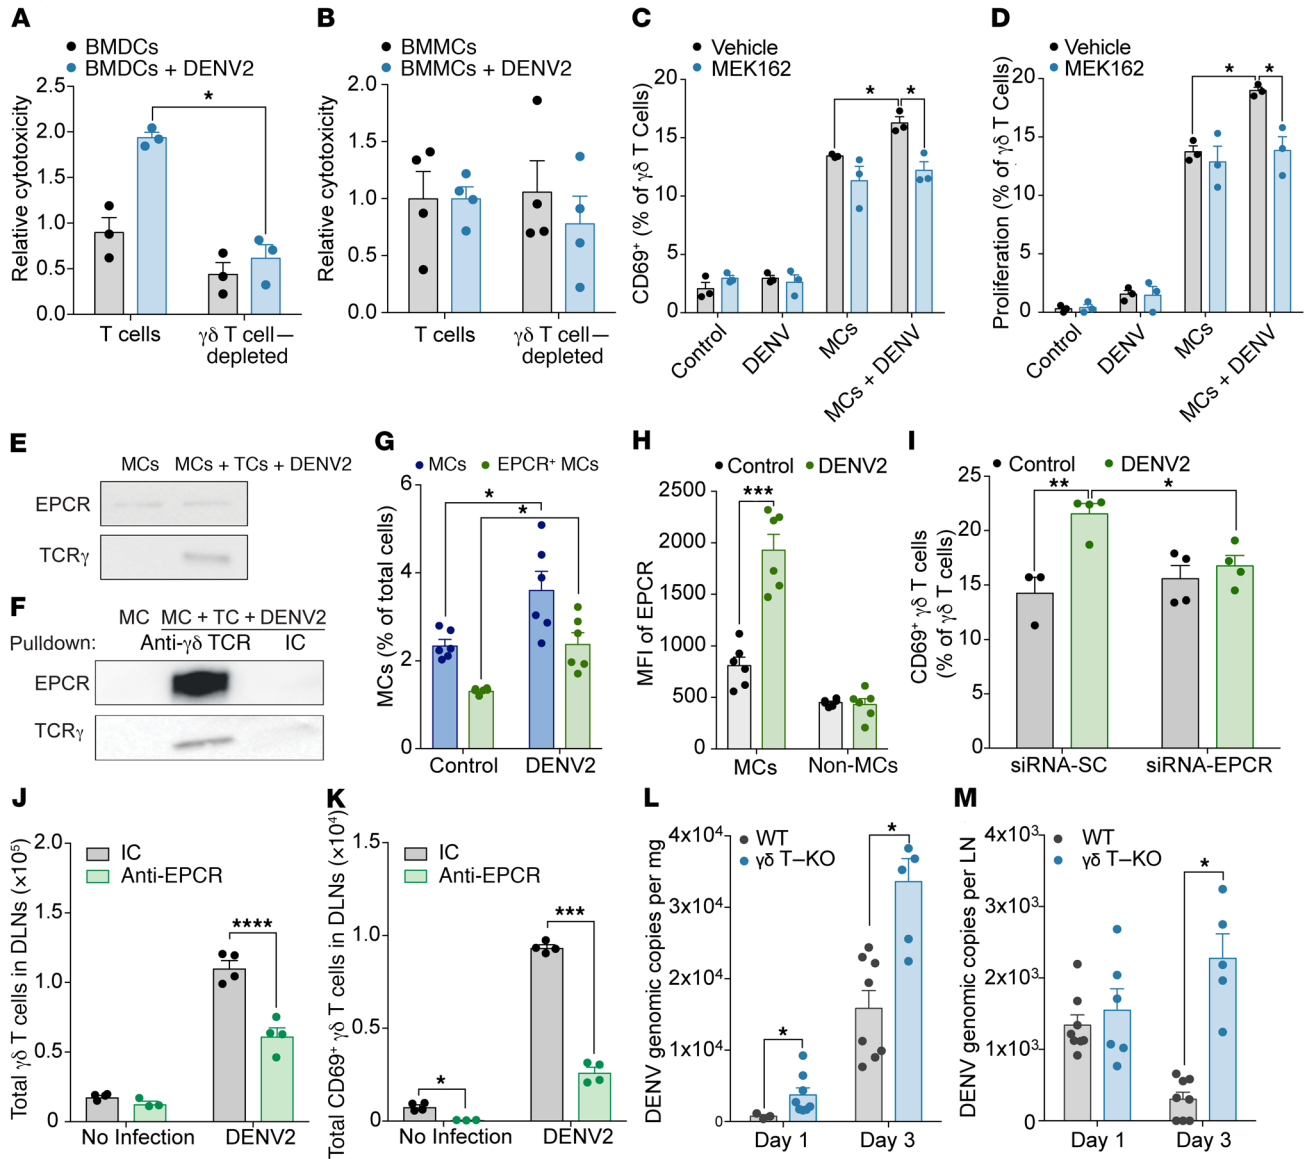 A
BMDCs
BMDCs + DENV2
Relative cytotoxicity
2.5
2.0
1.5
1.0
0.5
0.0
*
T cells
γδ T cell—
depleted
B
BMMCs
BMMCs + DENV2
Relative cytotoxicity
2.0
1.5
1.0
0.5
0.0
T cells
γδ T cell—
depleted
C
Vehicle
MEK162
CD69+ (% of γδ T Cells)
20
15
10
5
0
*
*
Control
DENV
MCs
MCs + DENV
D
Vehicle
MEK162
Proliferation (% of γδ T Cells)
20
15
10
5
0
*
*
Control
DENV
MCs
MCs + DENV
E
MCs MCs + TCs + DENV2
EPCR
TCRγ
F
MC MC + TC + DENV2
Pulldown: Anti-γδ TCR IC
EPCR
TCRγ
G
MCs
EPCR+ MCs
MCs (% of total cells)
6
4
2
0
*
*
Control
DENV2
H
Control
DENV2
MFI of EPCR
2500
2000
1500
1000
500
0
***
MCs
Non-MCs
I
Control
DENV2
CD69+ γδ T cells
(% of γδ T cells)
25
20
15
10
5
0
**
*
siRNA-SC
siRNA-EPCR
J
IC
Anti-EPCR
Total γδ T cells in DLNs (×10⁵)
2.0
1.5
1.0
0.5
0
****
No Infection
DENV2
K
IC
Anti-EPCR
Total CD69+ γδ T cells in DLNs (×10⁴)
1.5
1.0
0.5
0
*
***
No Infection
DENV2
L
WT
γδ T–KO
DENV genomic copies per mg
4x10⁴
3x10⁴
2x10⁴
1x10⁴
0
*
*
Day 1
Day 3
M
WT
γδ T–KO
DENV genomic copies per LN
4x10³
3x10³
2x10³
1x10³
0
*
Day 1
Day 3